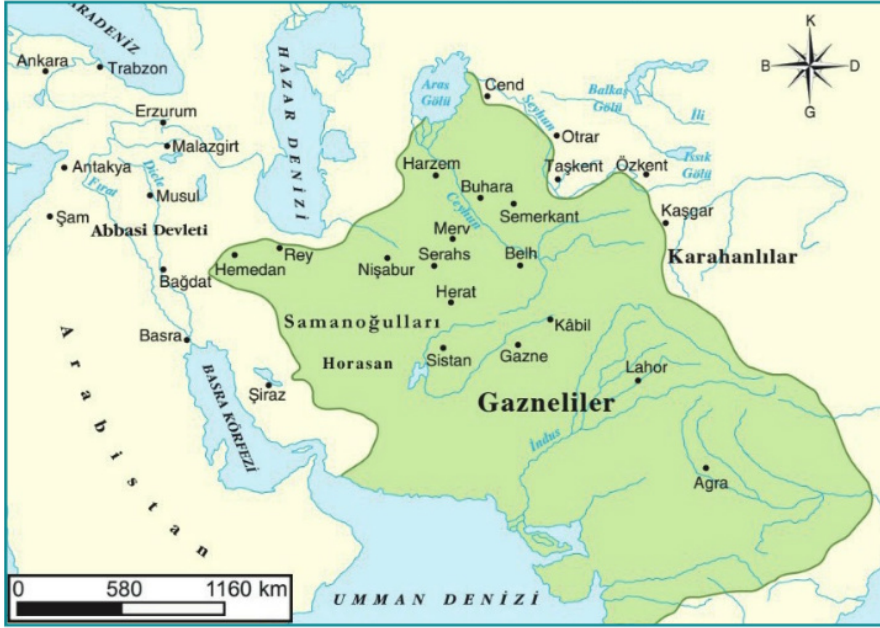 ARADENİZ
Ankara
Trabzon
Erzurum
Malazgirt
Antakya
Fırat
Dicle
Musul
Şam
Abbasi Devleti
Bağdat
Basra
Arabistan
BASRA KÖRFEZİ
Şiraz
HAZAR DENİZİ
Hemedan
Rey
Nişabur
Aras
Gölü
Cend
Seyhun
Balkaş
Gölü
İli
Otrar
Issık
Gölü
Taşkent
Özkent
Harzem
Ceyhun
Buhara
Semerkant
Kaşgar
Karahanlılar
Merv
Serahs
Belh
Herat
Samanoğulları
Horasan
Sistan
Kâbil
Gazne
Lahor
Gazneliler
İndus
Agra
UMMAN DENİZİ
K
B
D
G
0 580 1160 km